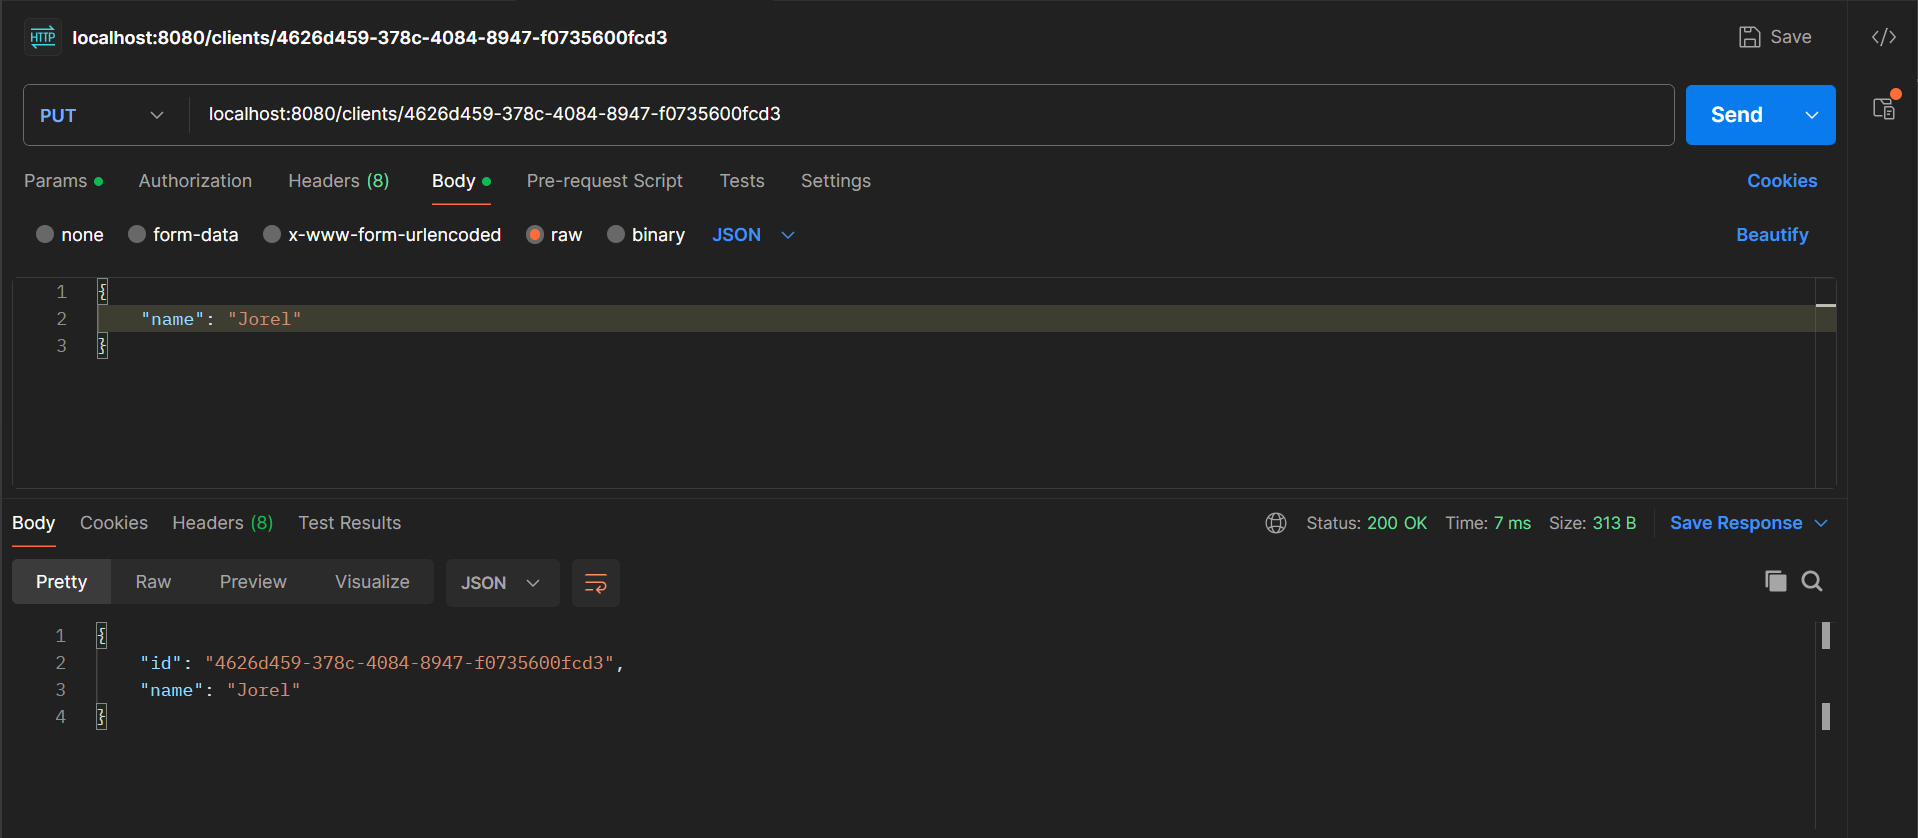 HTTP localhost:8080/clients/4626d459-378c-4084-8947-f0735600fcd3 Save
PUT localhost:8080/clients/4626d459-378c-4084-8947-f0735600fcd3 Send
Params Authorization Headers (8) Body Pre-request Script Tests Settings Cookies
none form-data x-www-form-urlencoded raw binary JSON Beautify
1 {
2 "name": "Jorel"
3 }
Body Cookies Headers (8) Test Results Status: 200 OK Time: 7 ms Size: 313 B Save Response
Pretty Raw Preview Visualize JSON
1 {
2 "id": "4626d459-378c-4084-8947-f0735600fcd3",
3 "name": "Jorel"
4 }